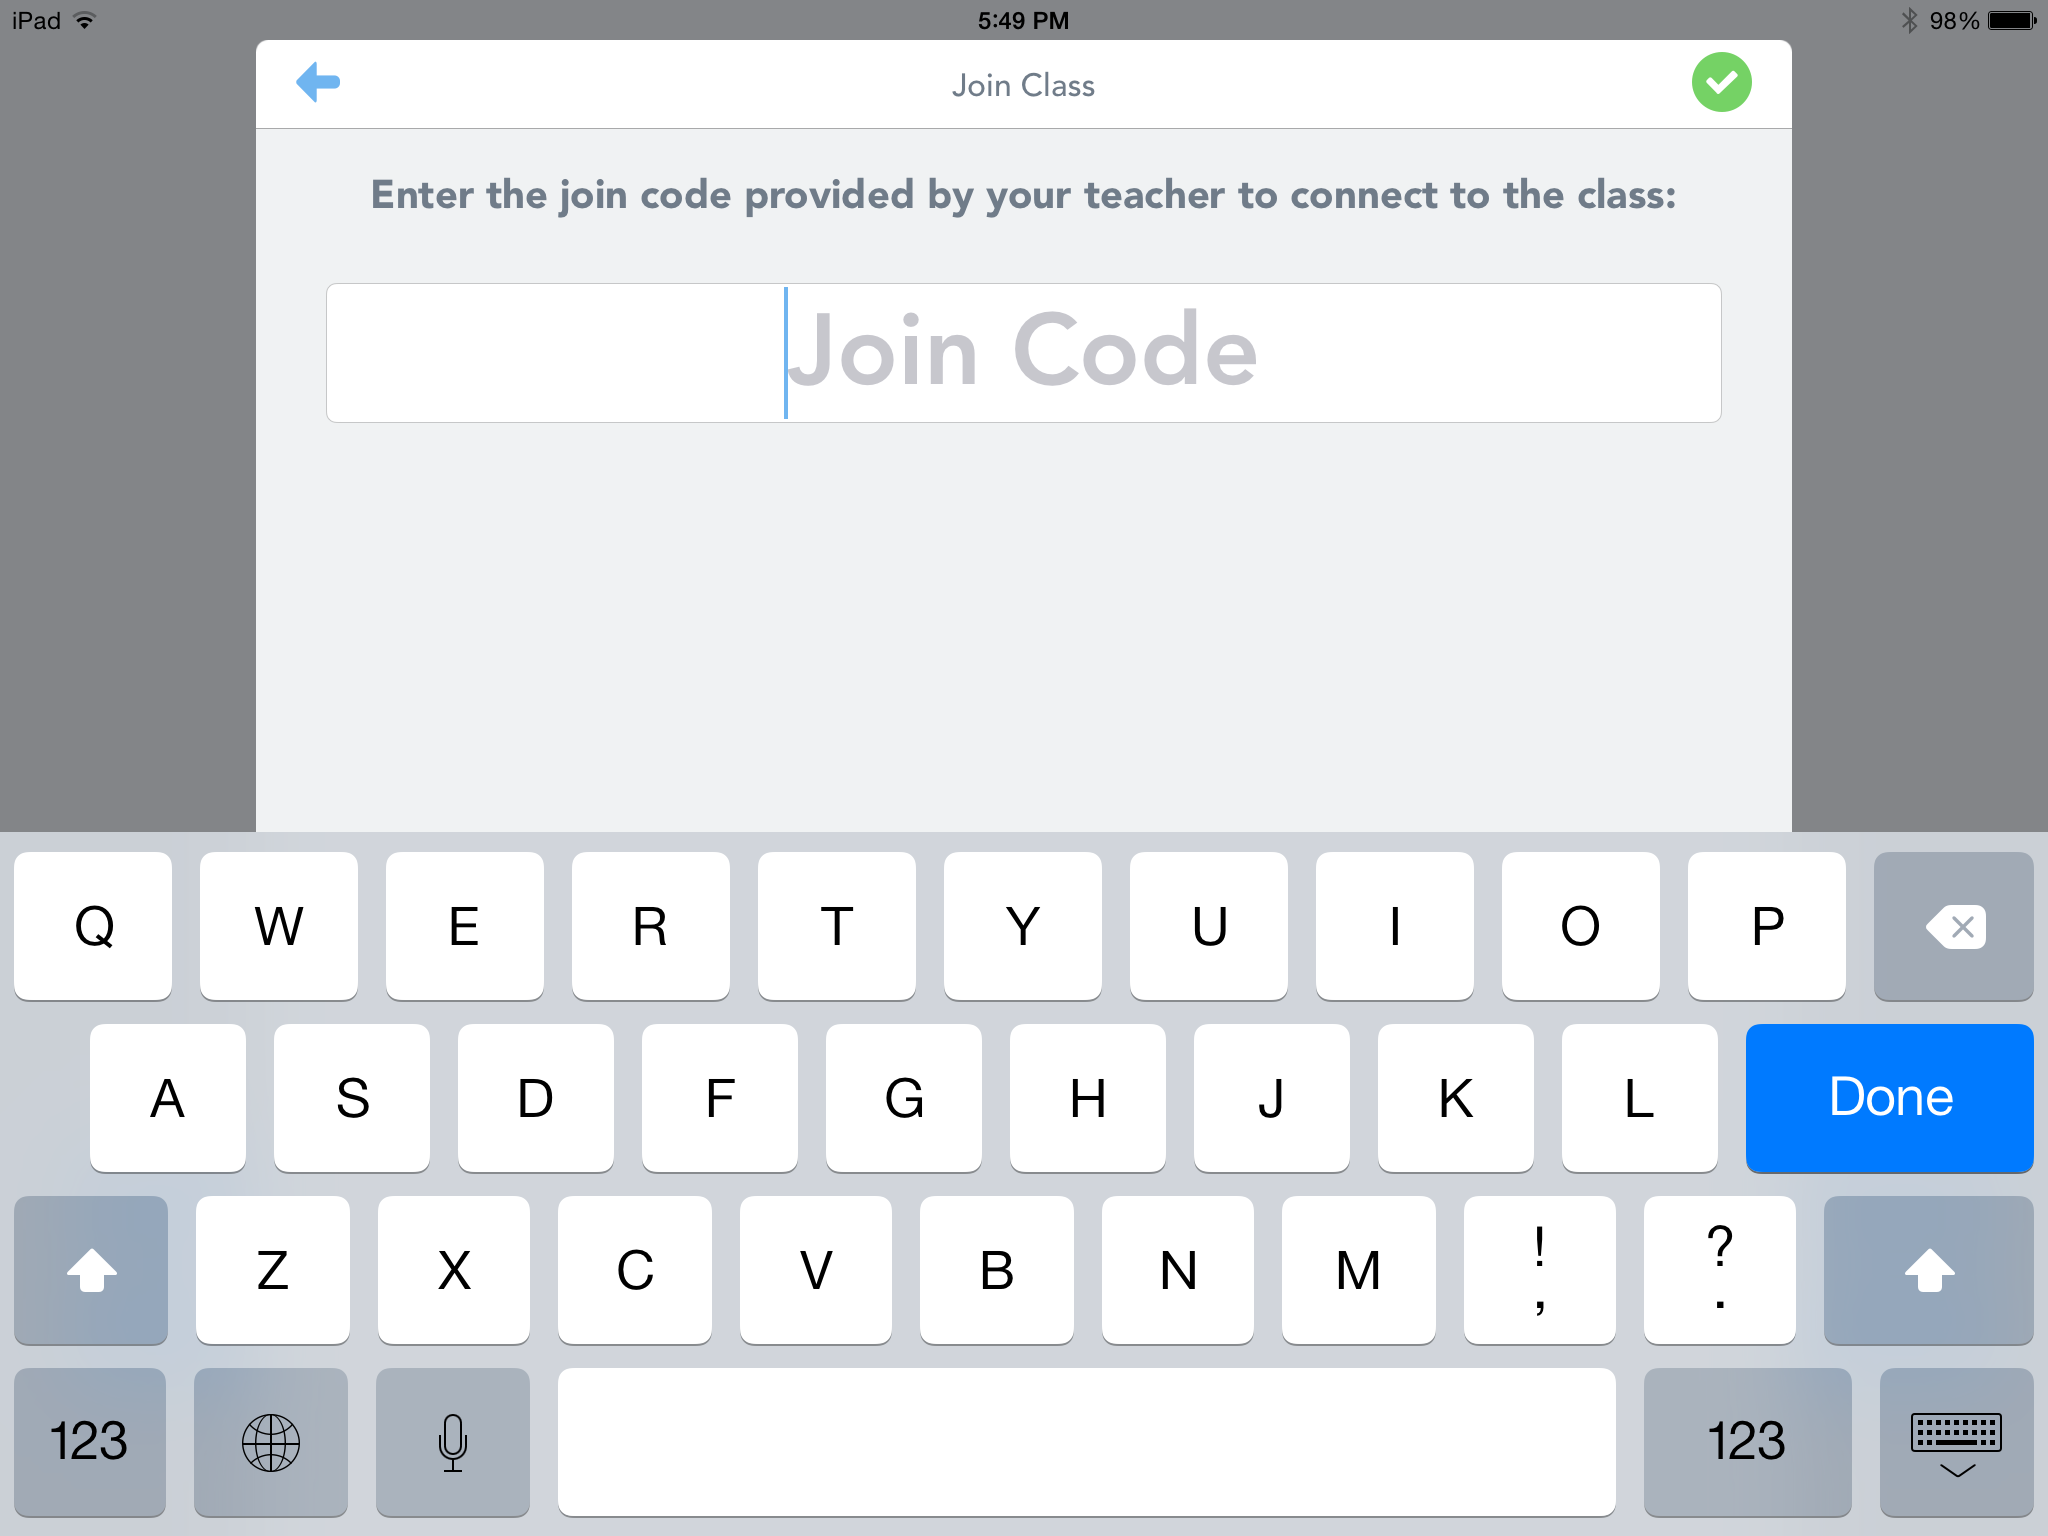 iPad 5:49 PM 98%
Join Class
Enter the join code provided by your teacher to connect to the class:
Join Code
Q W E R T Y U I O P
A S D F G H J K L Done
Z X C V B N M ! , ? .
123 123